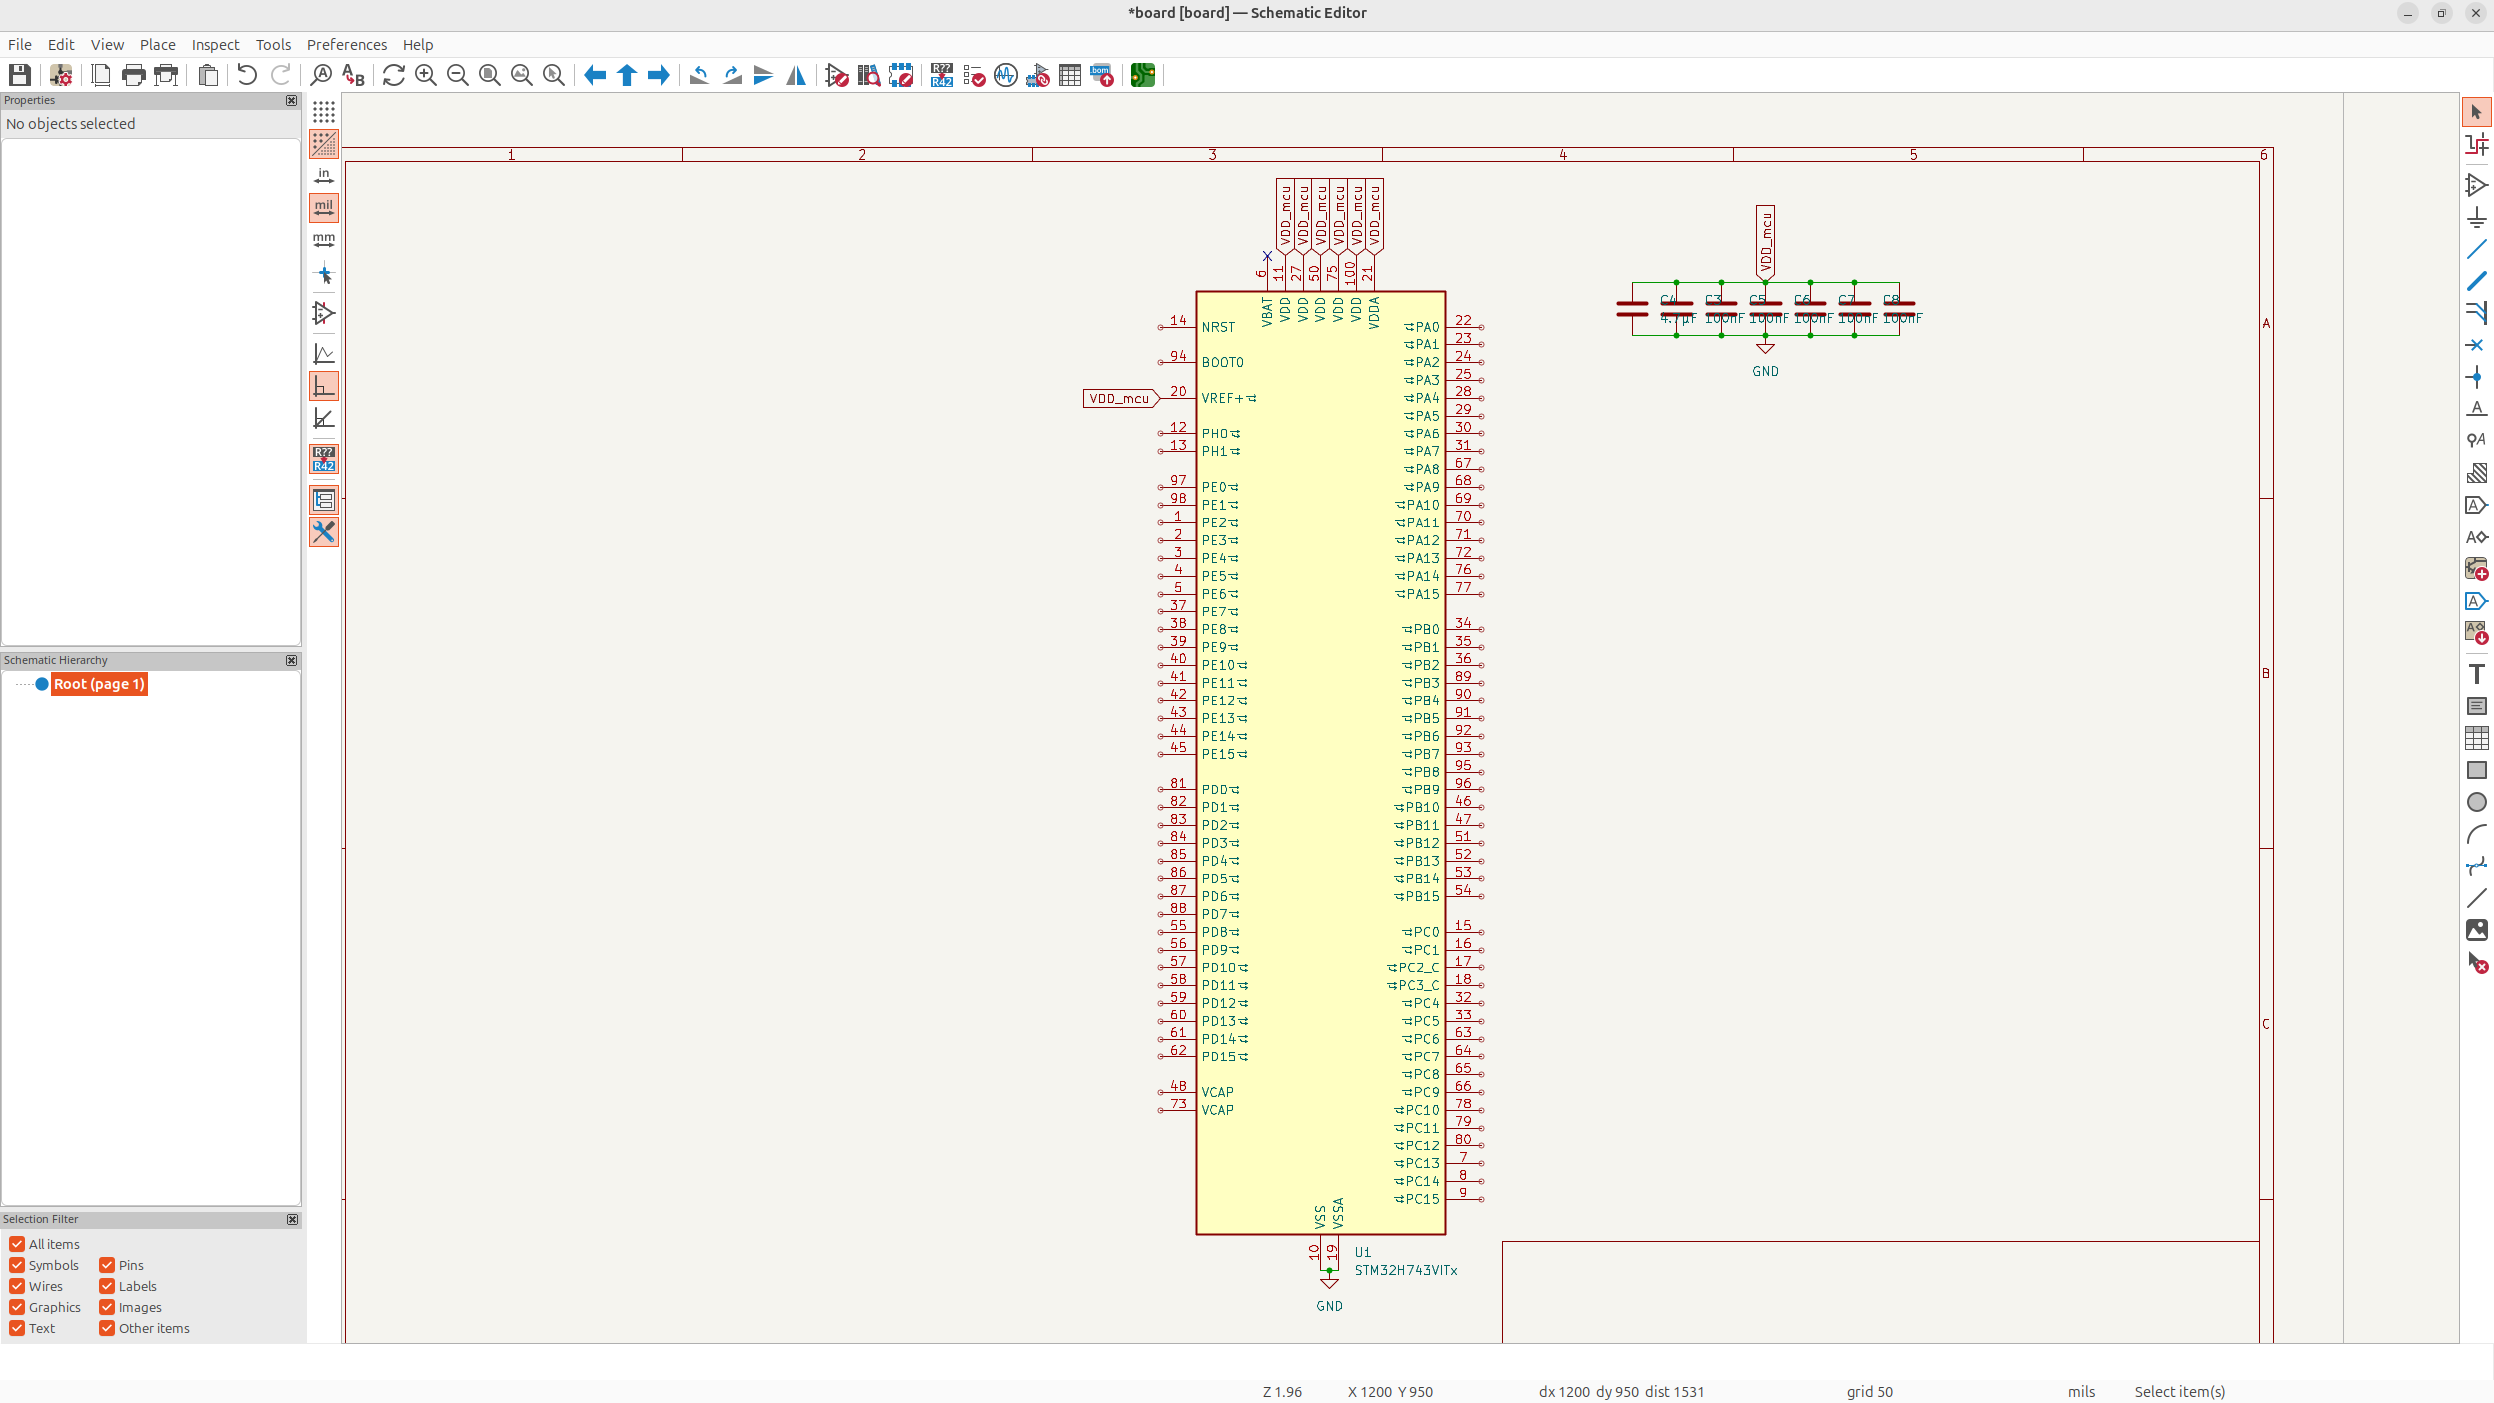 *board [board] — Schematic Editor
File Edit View Place Inspect Tools Preferences Help
Properties
No objects selected
in
mil
mm
R??
R42
Schematic Hierarchy
Root (page 1)
Selection Filter
All items
Symbols Pins
Wires Labels
Graphics Images
Text Other items
1 2 3 4 5 6
A
B
C
VDD_mcu VDD_mcu VDD_mcu VDD_mcu VDD_mcu VDD_mcu
6 11 27 50 75 100 21
VBAT VDD VDD VDD VDD VDD VDDA
14 NRST
94 BOOT0
VDD_mcu 20 VREF+
12 PH0
13 PH1
97 PE0
98 PE1
1 PE2
2 PE3
3 PE4
4 PE5
5 PE6
37 PE7
38 PE8
39 PE9
40 PE10
41 PE11
42 PE12
43 PE13
44 PE14
45 PE15
81 PD0
82 PD1
83 PD2
84 PD3
85 PD4
86 PD5
87 PD6
88 PD7
55 PD8
56 PD9
57 PD10
58 PD11
59 PD12
60 PD13
61 PD14
62 PD15
48 VCAP
73 VCAP
PA0 22
PA1 23
PA2 24
PA3 25
PA4 28
PA5 29
PA6 30
PA7 31
PA8 67
PA9 68
PA10 69
PA11 70
PA12 71
PA13 72
PA14 76
PA15 77
PB0 34
PB1 35
PB2 36
PB3 89
PB4 90
PB5 91
PB6 92
PB7 93
PB8 95
PB9 96
PB10 46
PB11 47
PB12 51
PB13 52
PB14 53
PB15 54
PC0 15
PC1 16
PC2_C 17
PC3_C 18
PC4 32
PC5 33
PC6 63
PC7 64
PC8 65
PC9 66
PC10 78
PC11 79
PC12 80
PC13 7
PC14 8
PC15 9
VSS VSSA
10 19
U1
STM32H743VITx
GND
VDD_mcu
C4 C3 C5 C6 C7 C8
4.7µF 100nF 100nF 100nF 100nF 100nF
GND
Z 1.96 X 1200 Y 950 dx 1200 dy 950 dist 1531 grid 50 mils Select item(s)